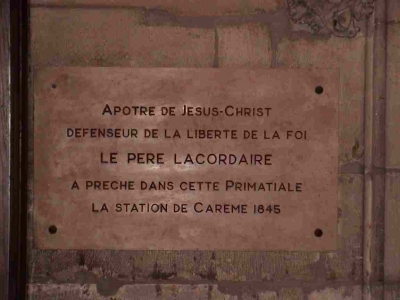 APOTRE DE JESUS-CHRIST
DEFENSEUR DE LA LIBERTE DE LA FOI
LE PERE LACORDAIRE
A PRECHE DANS CETTE PRIMATIALE
LA STATION DE CAREME 1845